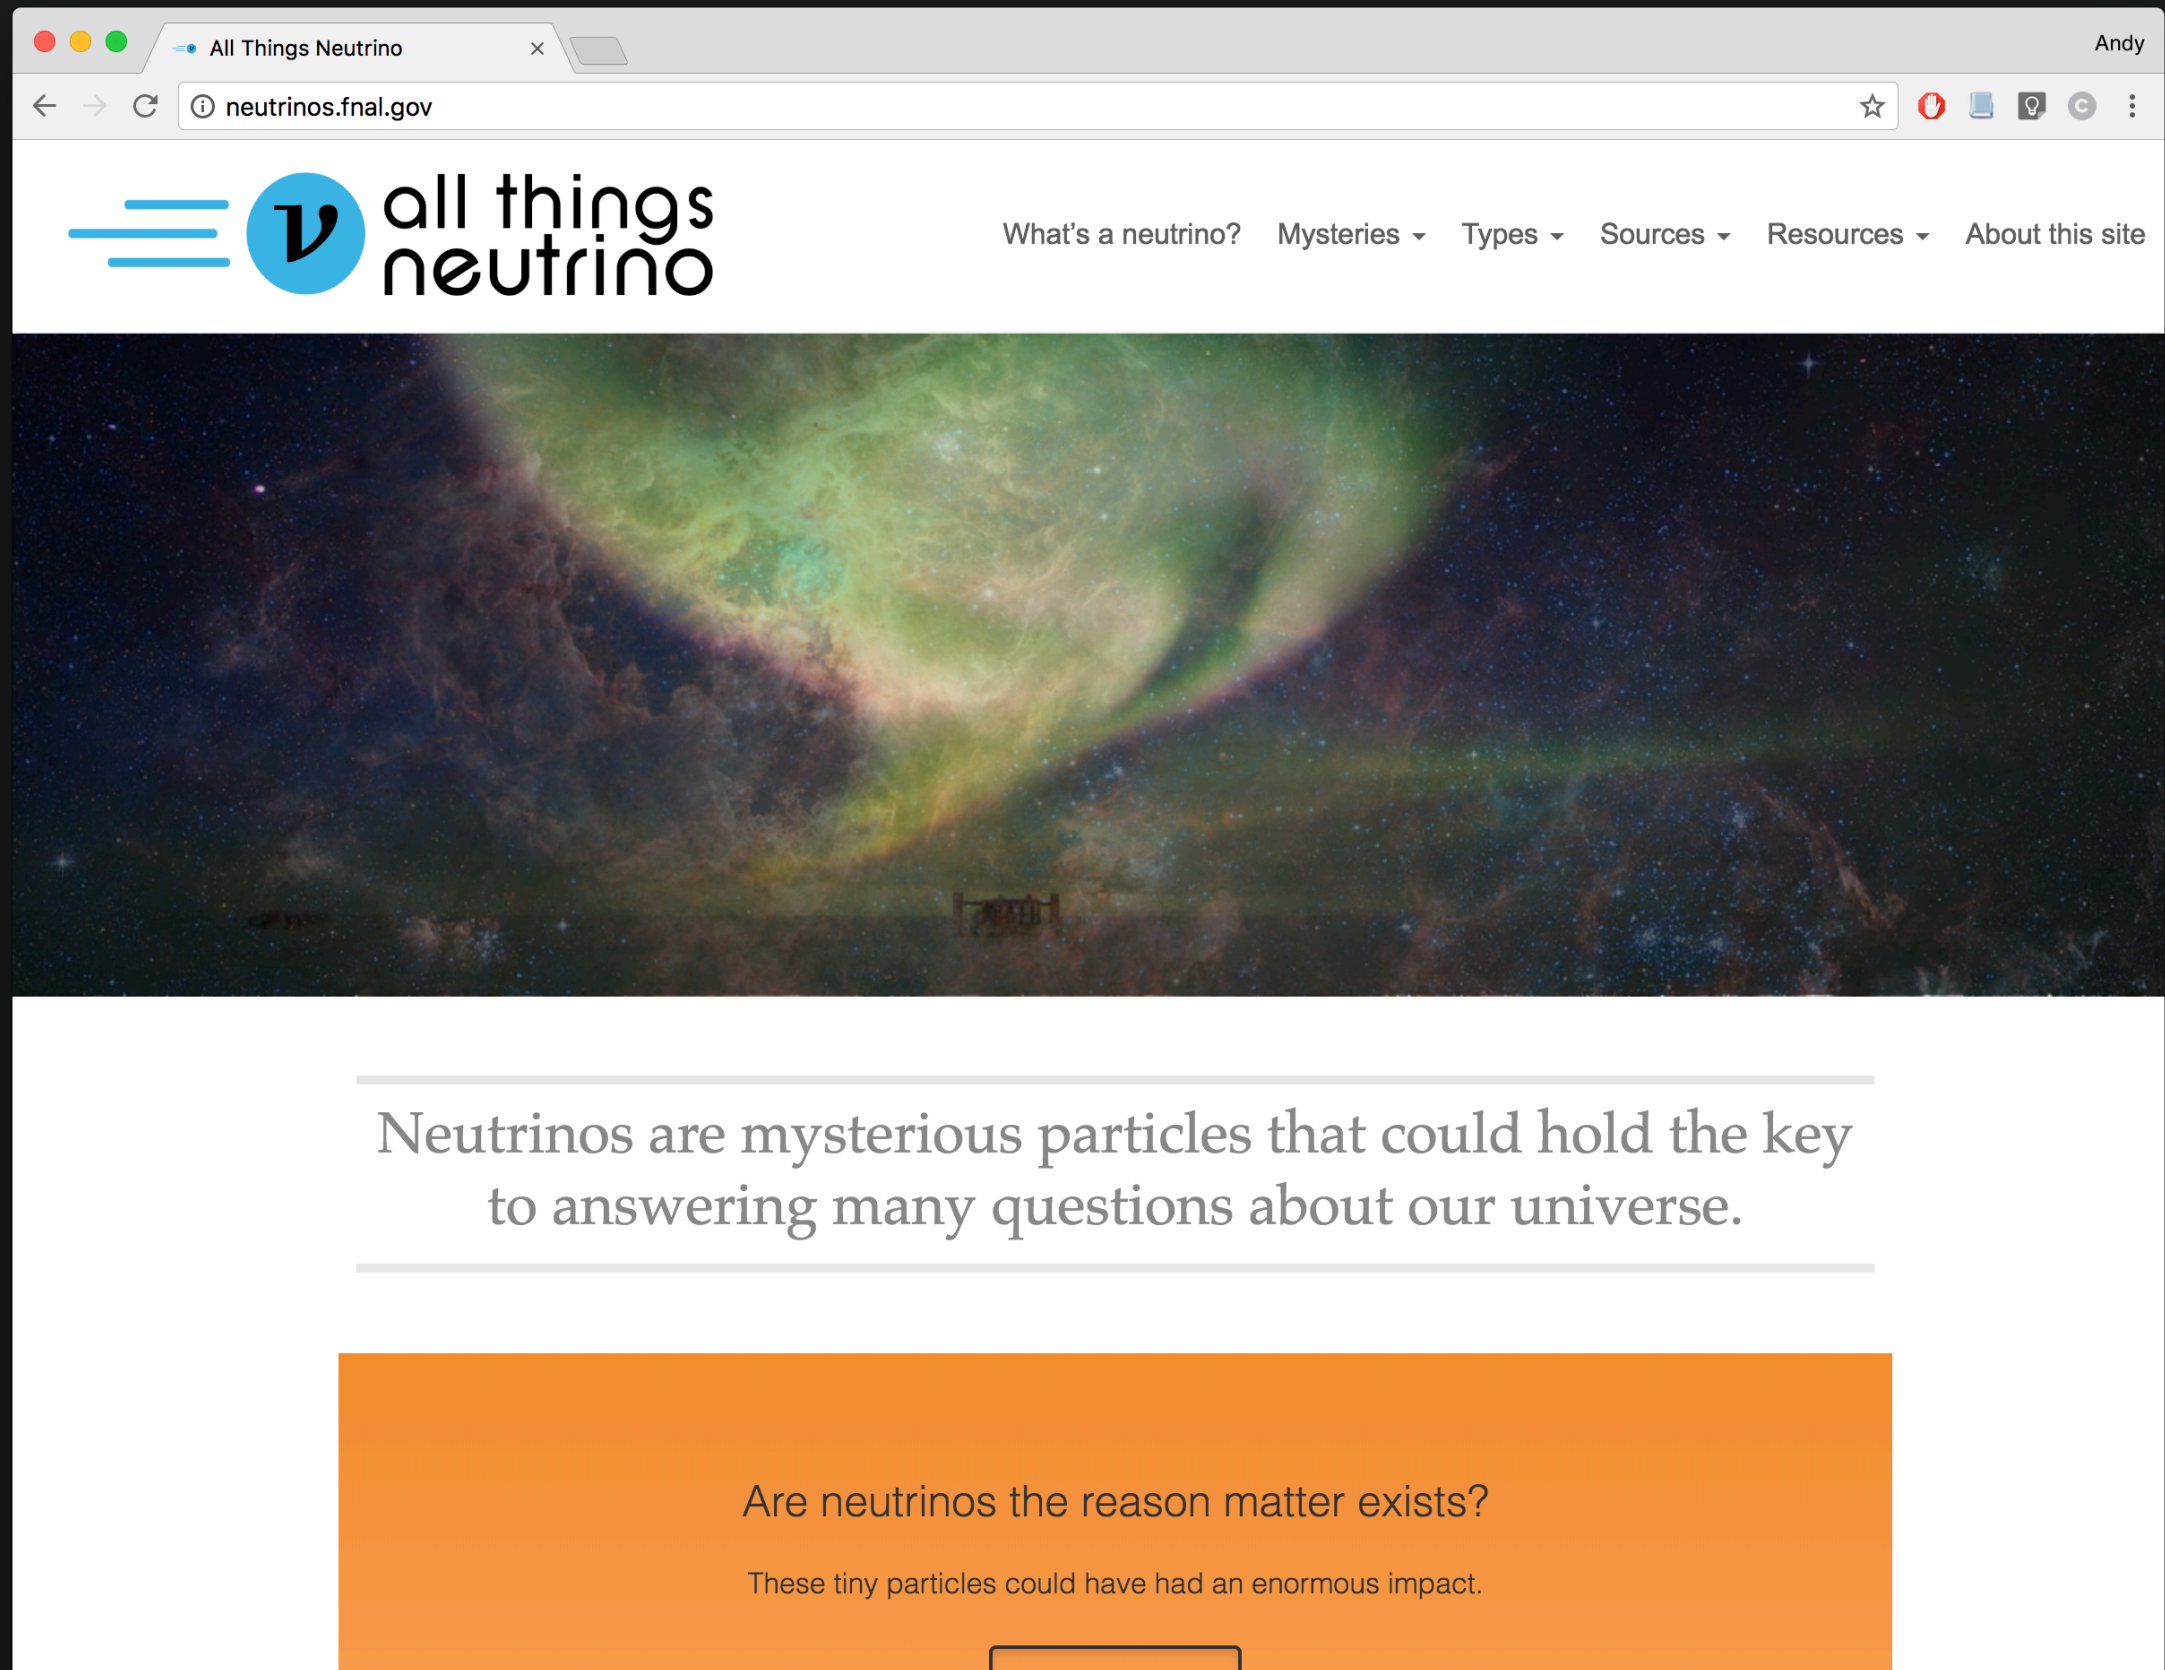 All Things Neutrino
Andy
neutrinos.fnal.gov
ν all things
neutrino
What’s a neutrino? Mysteries Types Sources Resources About this site
Neutrinos are mysterious particles that could hold the key
to answering many questions about our universe.
Are neutrinos the reason matter exists?
These tiny particles could have had an enormous impact.